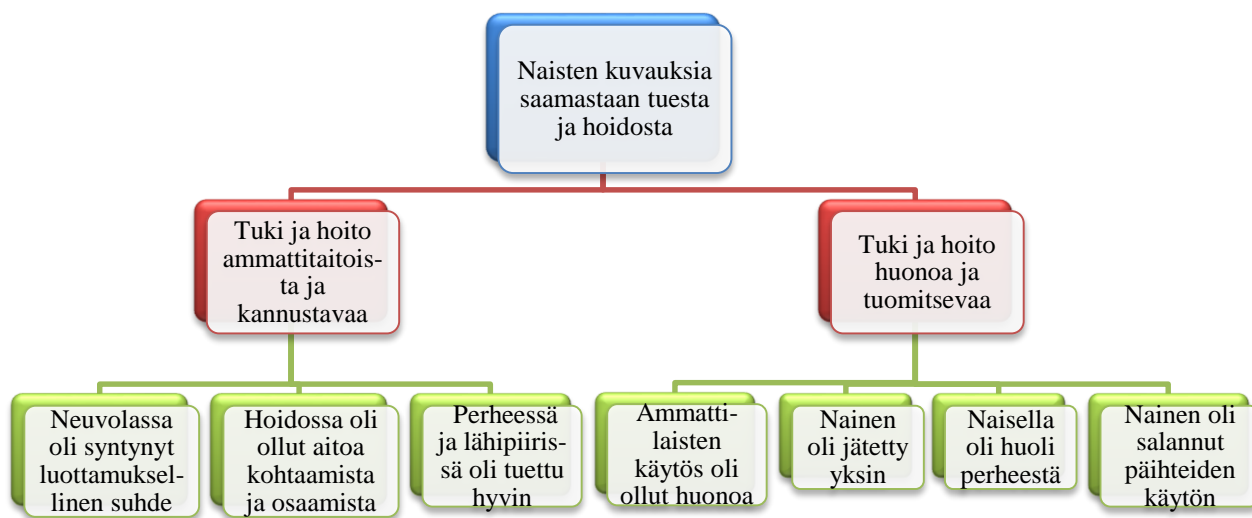 Naisten kuvauksia
saamastaan tuesta
ja hoidosta
Tuki ja hoito
ammattitaitois-
ta ja
kannustavaa
Tuki ja hoito
huonoa ja
tuomitsevaa
Neuvolassa
oli syntynyt
luottamuksel-
linen suhde
Hoidossa oli
ollut aitoa
kohtaamista
ja osaamista
Perheessä
ja lähipiiris-
sä oli tuettu
hyvin
Ammatti-
laisten
käytös oli
ollut huonoa
Nainen
oli jätetty
yksin
Naisella
oli huoli
perheestä
Nainen oli
salannut
päihteiden
käytön